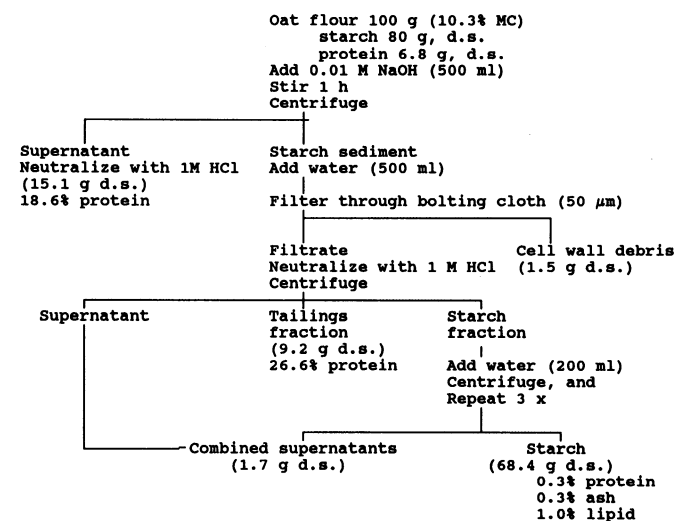 Oat flour 100 g (10.3% MC)
starch 80 g, d.s.
protein 6.8 g, d.s.
Add 0.01 M NaOH (500 ml)
Stir 1 h
Centrifuge
Supernatant
Neutralize with 1M HCl
(15.1 g d.s.)
18.6% protein
Starch sediment
Add water (500 ml)
Filter through bolting cloth (50 μm)
Filtrate
Neutralize with 1 M HCl
Centrifuge
Cell wall debris
(1.5 g d.s.)
Supernatant
Tailings
fraction
(9.2 g d.s.)
26.6% protein
Starch
fraction
Add water (200 ml)
Centrifuge, and
Repeat 3 x
Combined supernatants
(1.7 g d.s.)
Starch
(68.4 g d.s.)
0.3% protein
0.3% ash
1.0% lipid